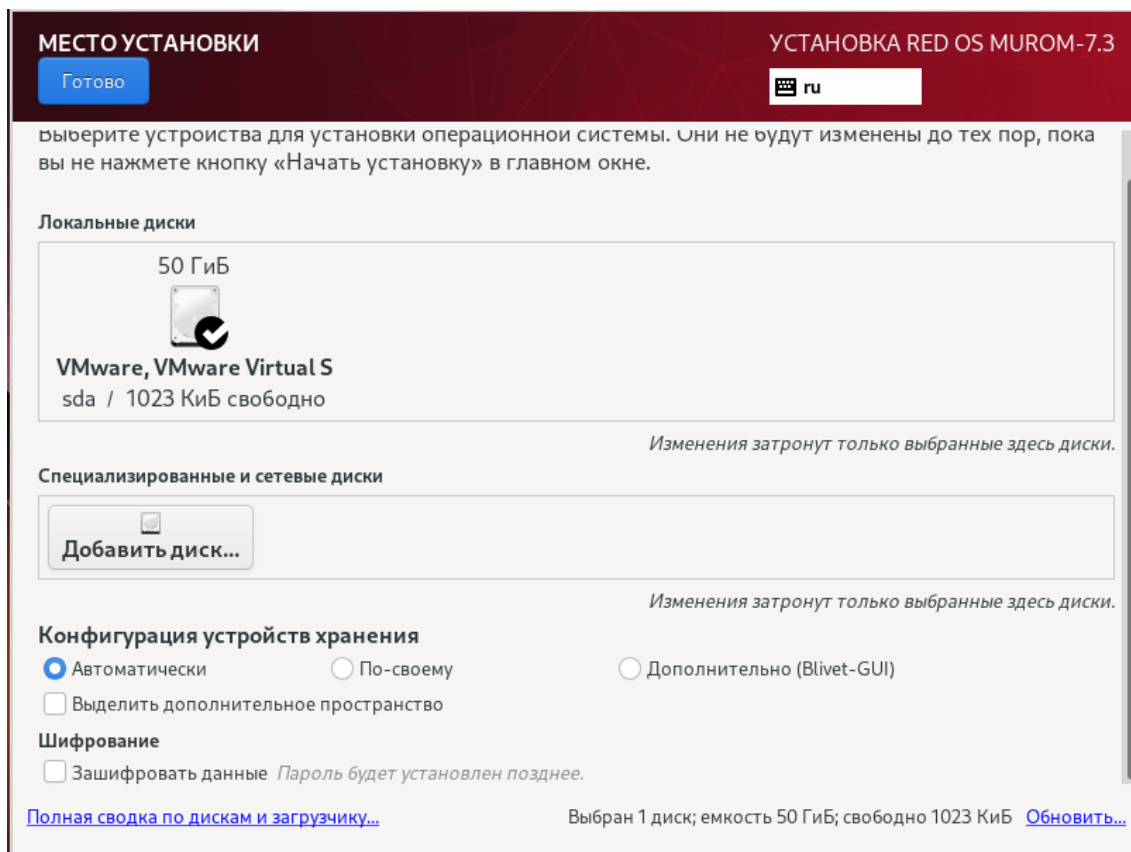 МЕСТО УСТАНОВКИ
УСТАНОВКА RED OS MUROM-7.3
Готово
ru
Выберите устройства для установки операционной системы. Они не будут изменены до тех пор, пока
вы не нажмете кнопку «Начать установку» в главном окне.
Локальные диски
50 ГиБ
VMware, VMware Virtual S
sda / 1023 КиБ свободно
Изменения затронут только выбранные здесь диски.
Специализированные и сетевые диски
Добавить диск...
Изменения затронут только выбранные здесь диски.
Конфигурация устройств хранения
Автоматически
По-своему
Дополнительно (Blivet-GUI)
Выделить дополнительное пространство
Шифрование
Зашифровать данные Пароль будет установлен позднее.
Полная сводка по дискам и загрузчику...
Выбран 1 диск; емкость 50 ГиБ; свободно 1023 КиБ Обновить...